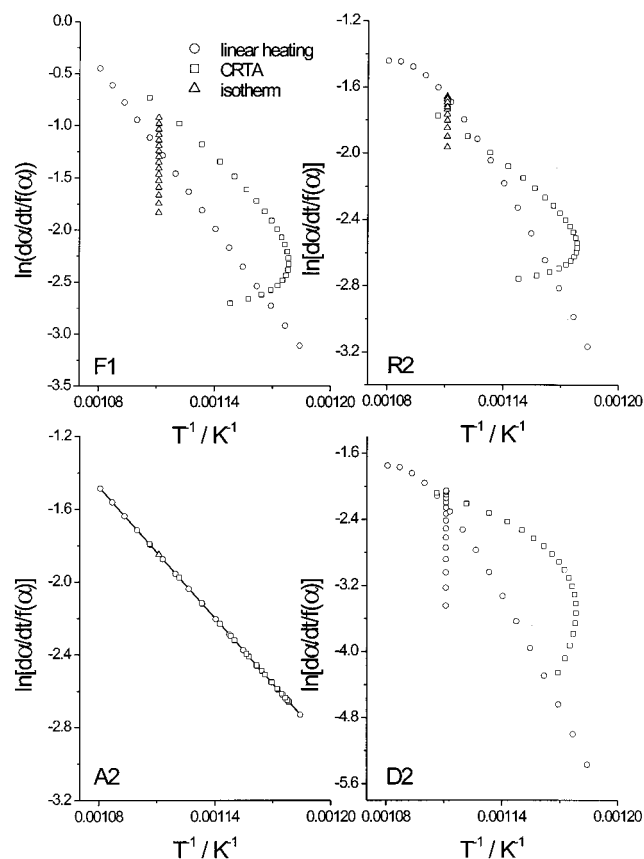 0.0
-0.5
-1.0
-1.5
-2.0
-2.5
-3.0
-3.5
ln(dα/dt/f(α))
linear heating
CRTA
isotherm
F1
0.00108
0.00114
0.00120
T⁻¹ / K⁻¹
-1.2
-1.6
-2.0
-2.4
-2.8
-3.2
ln[dα/dt/f(α)]
R2
0.00108
0.00114
0.00120
T⁻¹ / K⁻¹
-1.2
-1.6
-2.0
-2.4
-2.8
-3.2
ln[dα/dt/f(α)]
A2
0.00108
0.00114
0.00120
T⁻¹ / K⁻¹
-1.6
-2.4
-3.2
-4.0
-4.8
-5.6
ln[dα/dt/f(α)]
D2
0.00108
0.00114
0.00120
T⁻¹ / K⁻¹